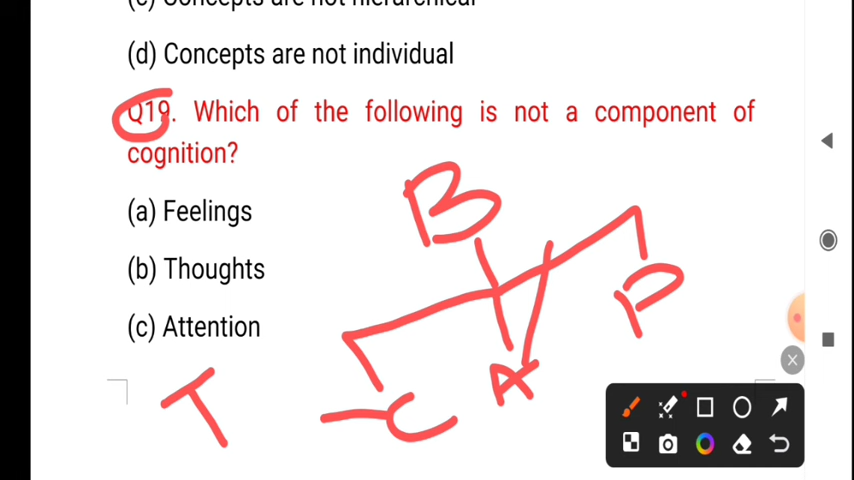 (d) Concepts are not individual
Q19. Which of the following is not a component of
cognition?
(a) Feelings
(b) Thoughts
(c) Attention
B
P
A
C
T